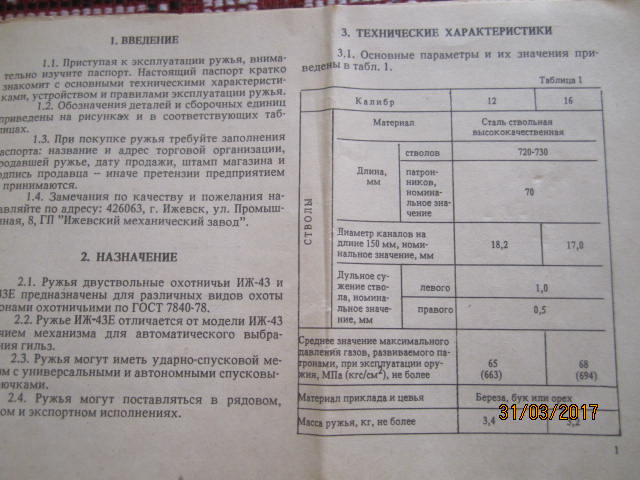 1. ВВЕДЕНИЕ
1.1. Приступая к эксплуатации ружья, внима-
тельно изучите паспорт. Настоящий паспорт кратко
знакомит с основными техническими характеристи-
ками, устройством и правилами эксплуатации ружья.
1.2. Обозначения деталей и сборочных единиц
приведены на рисунках и в соответствующих таб-
лицах.
1.3. При покупке ружья требуйте заполнения
паспорта: название и адрес торговой организации,
продавшей ружье, дату продажи, штамп магазина и
подпись продавца – иначе претензии предприятием
принимаются.
1.4. Замечания по качеству и пожелания на-
авляйте по адресу: 426063, г. Ижевск, ул. Промыш-
нная, 8, ГП "Ижевский механический завод".
2. НАЗНАЧЕНИЕ
2.1. Ружья двуствольные охотничьи ИЖ-43 и
43Е предназначены для различных видов охоты
онами охотничьими по ГОСТ 7840-78.
2.2. Ружье ИЖ-43Е отличается от модели ИЖ-43
чием механизма для автоматического выбра-
ния гильз.
2.3. Ружья могут иметь ударно-спусковой ме-
зм с универсальными и автономными спусковы-
ючками.
2.4. Ружья могут поставляться в рядовом,
ом и экспортном исполнениях.
3. ТЕХНИЧЕСКИЕ ХАРАКТЕРИСТИКИ
3.1. Основные параметры и их значения при-
ведены в табл. 1.
Таблица 1
Калибр 12 16
СТВОЛЫ
Материал Сталь ствольная
высококачественная
Длина,
мм
стволов 720-730
патрон-
ников,
номина-
льное зна-
чение
70
Диаметр каналов на
длине 150 мм, номи-
нальное значение, мм
18,2 17,0
Дульное су-
жение ство-
ла, номина-
льное значе-
ние, мм
левого 1,0
правого 0,5
Среднее значение максимального
давления газов, развиваемого па-
тронами, при эксплуатации ору-
жия, МПа (кгс/см²), не более
65 68
(663) (694)
Материал приклада и цевья Береза, бук или орех
Масса ружья, кг, не более 3,4 3,2
31/03/2017
1